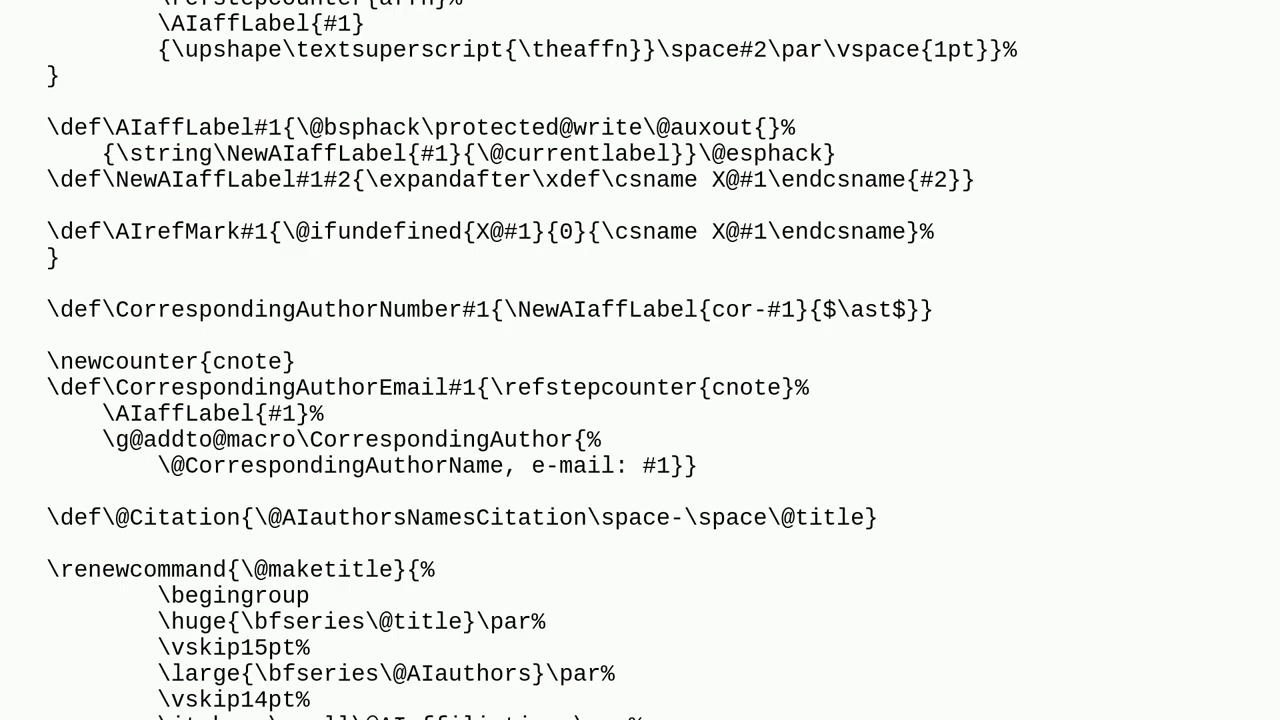 \refstepcounter{affn}%
\AIaffLabel{#1}
{\upshape\textsuperscript{\theaffn}}\space#2\par\vspace{1pt}}%
}
\def\AIaffLabel#1{\@bsphack\protected@write\@auxout{}%
{\string\NewAIaffLabel{#1}{\@currentlabel}}\@esphack}
\def\NewAIaffLabel#1#2{\expandafter\xdef\csname X@#1\endcsname{#2}}
\def\AIrefMark#1{\@ifundefined{X@#1}{0}{\csname X@#1\endcsname}%
}
\def\CorrespondingAuthorNumber#1{\NewAIaffLabel{cor-#1}{$\ast$}}
\newcounter{cnote}
\def\CorrespondingAuthorEmail#1{\refstepcounter{cnote}%
\AIaffLabel{#1}%
\g@addto@macro\CorrespondingAuthor{%
\@CorrespondingAuthorName, e-mail: #1}}
\def\@Citation{\@AIauthorsNamesCitation\space-\space\@title}
\renewcommand{\@maketitle}{%
\begingroup
\huge{\bfseries\@title}\par%
\vskip15pt%
\large{\bfseries\@AIauthors}\par%
\vskip14pt%